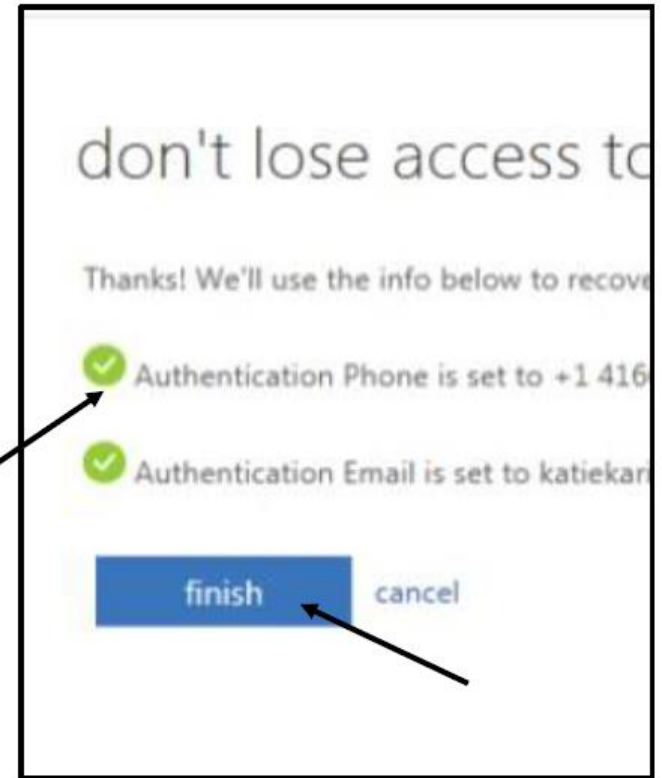 don't lose access to
Thanks! We'll use the info below to recove
Authentication Phone is set to +1 416
Authentication Email is set to katiekari
finish cancel